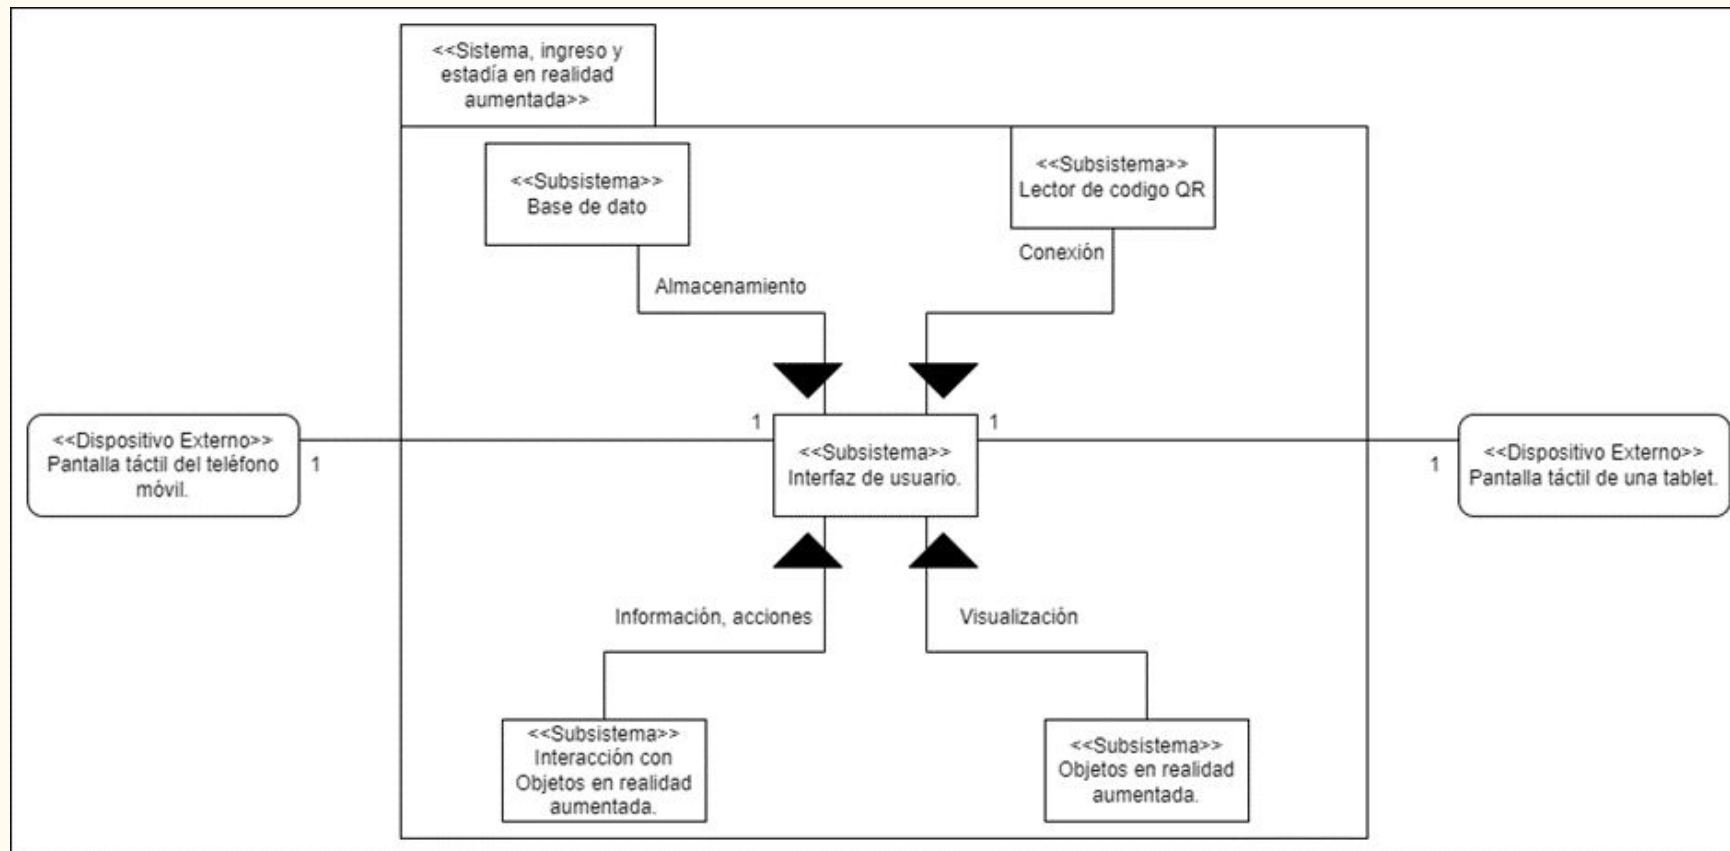 <<Sistema, ingreso y
estadía en realidad
aumentada>>
<<Subsistema>>
Base de dato
<<Subsistema>>
Lector de codigo QR
Conexión
Almacenamiento
<<Dispositivo Externo>>
Pantalla táctil del teléfono
móvil.
1
1
<<Subsistema>>
Interfaz de usuario.
1
1
<<Dispositivo Externo>>
Pantalla táctil de una tablet.
Información, acciones
Visualización
<<Subsistema>>
Interacción con
Objetos en realidad
aumentada.
<<Subsistema>>
Objetos en realidad
aumentada.